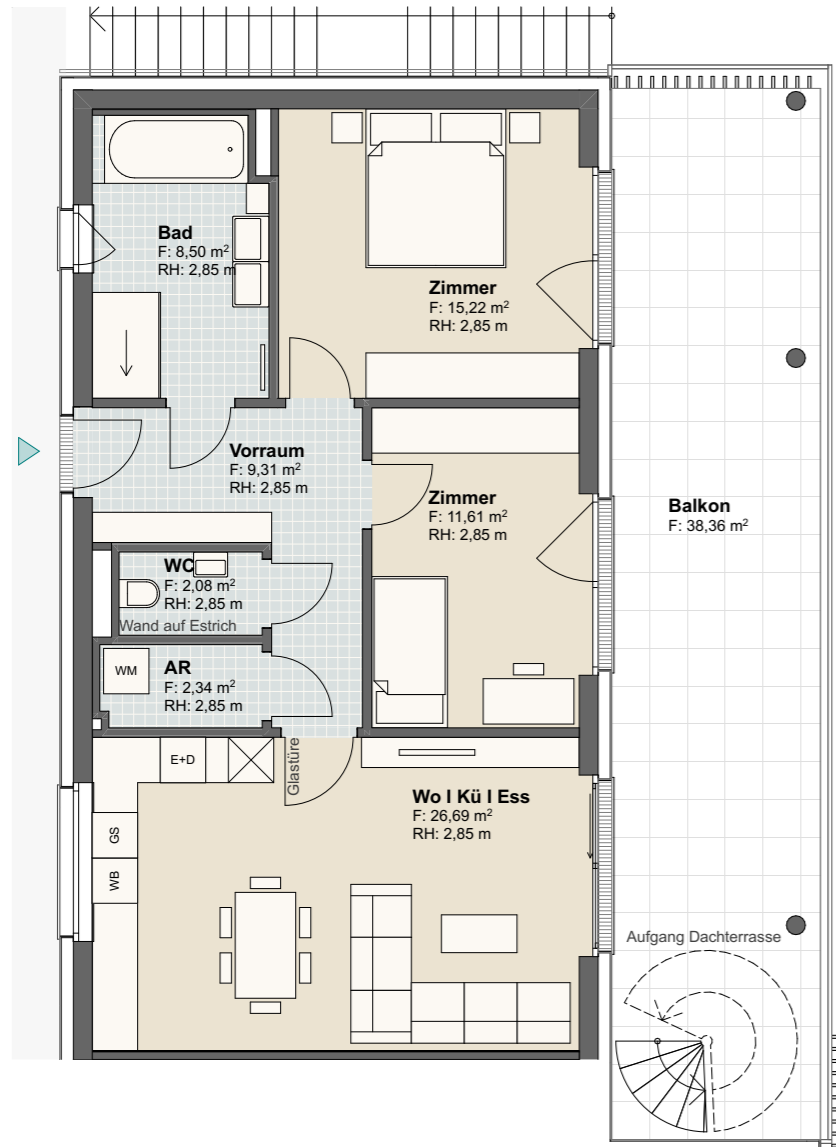 Bad
F: 8,50 m²
RH: 2,85 m
Zimmer
F: 15,22 m²
RH: 2,85 m
Vorraum
F: 9,31 m²
RH: 2,85 m
Zimmer
F: 11,61 m²
RH: 2,85 m
Balkon
F: 38,36 m²
WC
F: 2,08 m²
RH: 2,85 m
Wand auf Estrich
AR
F: 2,34 m²
RH: 2,85 m
WM
E+D
Glastüre
Wo I Kü I Ess
F: 26,69 m²
RH: 2,85 m
GS
WB
Aufgang Dachterrasse